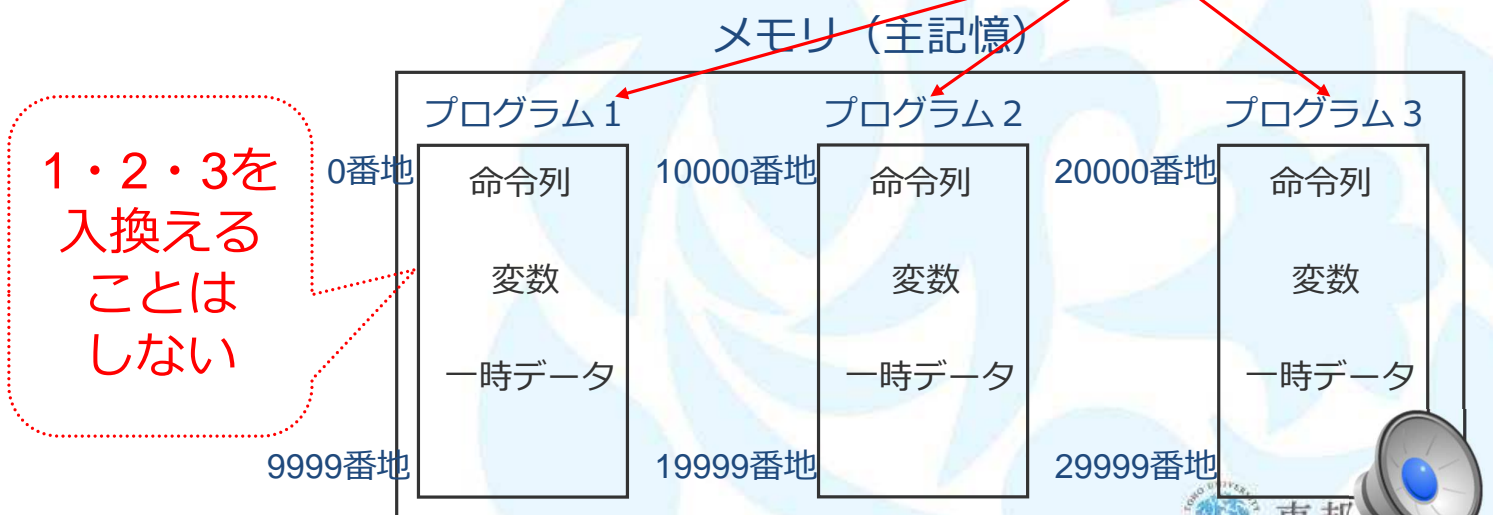 メモリ（主記憶）
プログラム１
プログラム２
プログラム３
1・2・3を
入換える
ことは
しない
0番地
命令列
10000番地
命令列
20000番地
命令列
変数
変数
変数
一時データ
一時データ
一時データ
9999番地
19999番地
29999番地